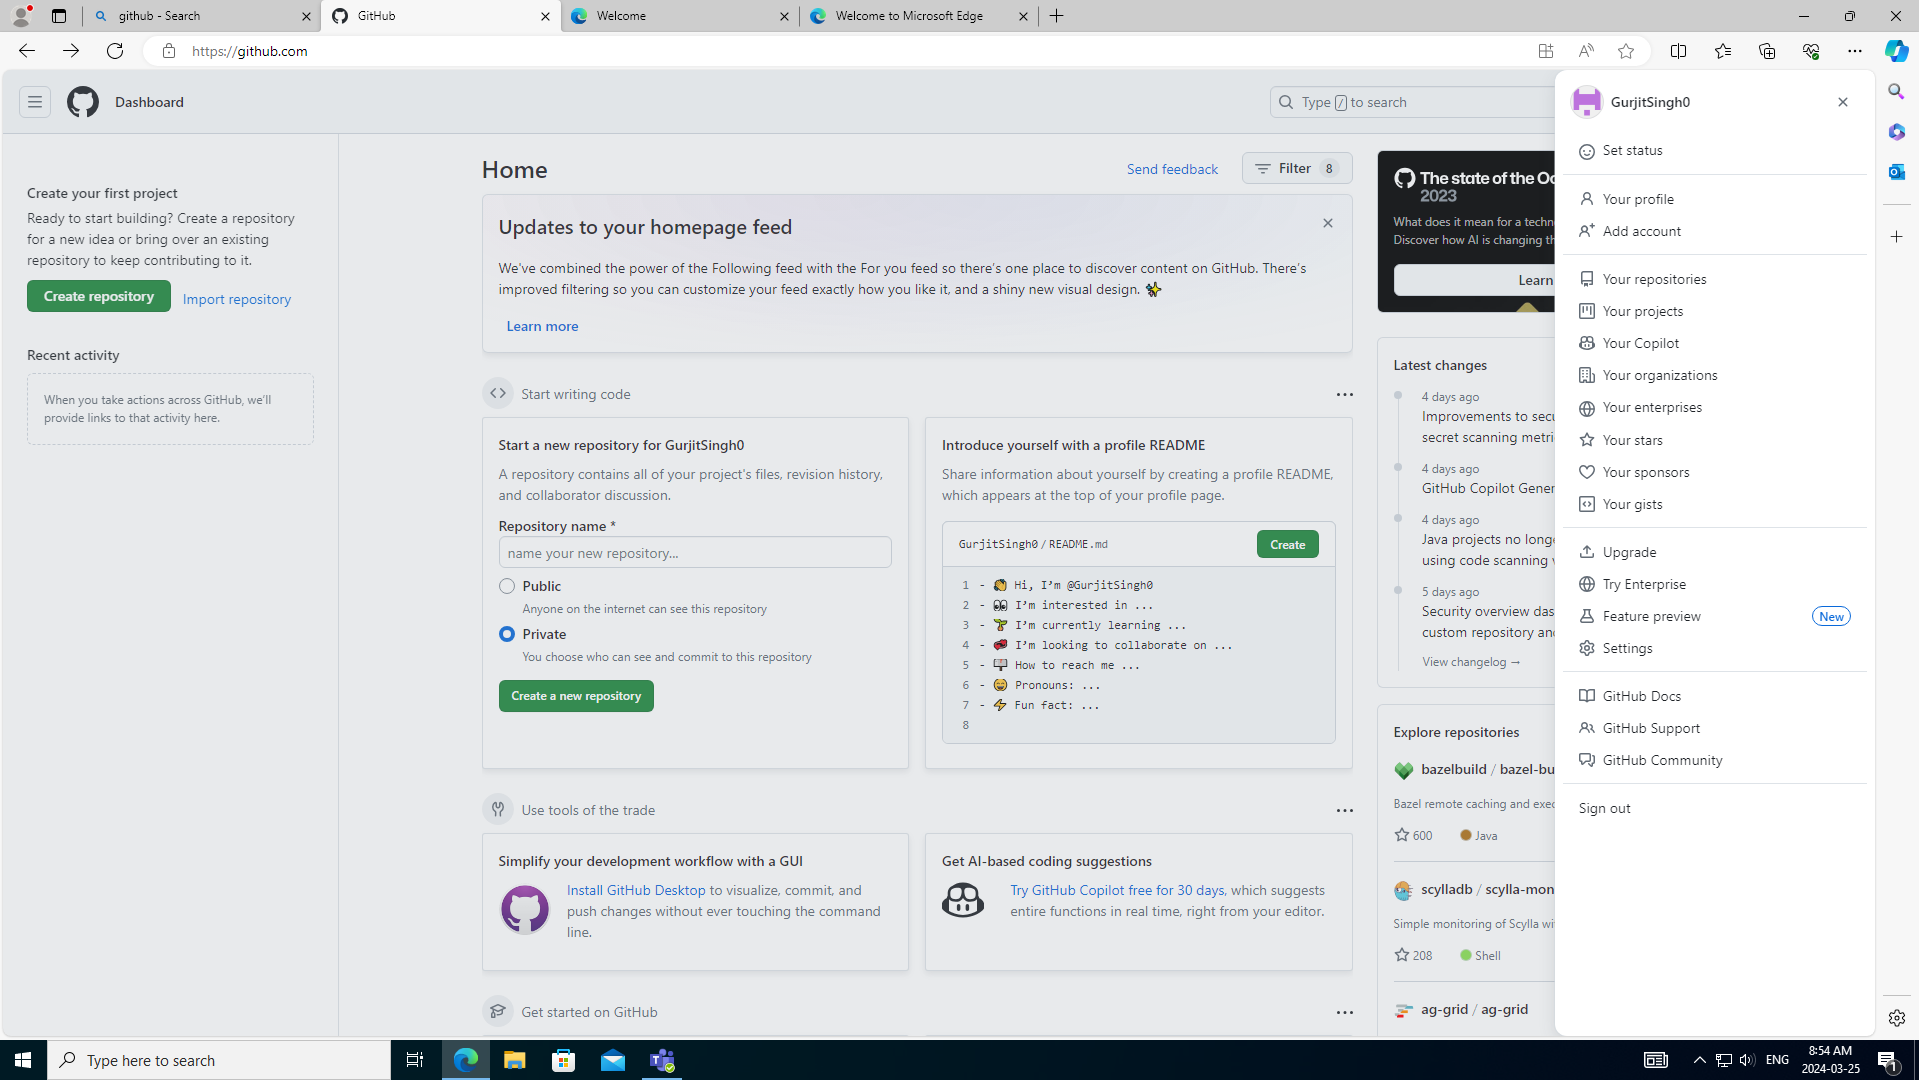 github - Search
GitHub
Welcome
Welcome to Microsoft Edge
https://github.com
Dashboard
Type / to search
Create your first project
Ready to start building? Create a repository
for a new idea or bring over an existing
repository to keep contributing to it.
Create repository
Import repository
Recent activity
When you take actions across GitHub, we'll
provide links to that activity here.
Home
Send feedback
Filter 8
Updates to your homepage feed
We've combined the power of the Following feed with the For you feed so there's one place to discover content on GitHub. There's
improved filtering so you can customize your feed exactly how you like it, and a shiny new visual design. ✨
Learn more
Start writing code
Start a new repository for GurjitSingh0
A repository contains all of your project's files, revision history,
and collaborator discussion.
Repository name *
name your new repository...
Public
Anyone on the internet can see this repository
Private
You choose who can see and commit to this repository
Create a new repository
Introduce yourself with a profile README
Share information about yourself by creating a profile README,
which appears at the top of your profile page.
GurjitSingh0 / README.md
Create
1 - 👋 Hi, I'm @GurjitSingh0
2 - 👀 I'm interested in ...
3 - 🌱 I'm currently learning ...
4 - 💞️ I'm looking to collaborate on ...
5 - 📫 How to reach me ...
6 - 😄 Pronouns: ...
7 - ⚡ Fun fact: ...
8
Use tools of the trade
Simplify your development workflow with a GUI
Install GitHub Desktop to visualize, commit, and
push changes without ever touching the command
line.
Get AI-based coding suggestions
Try GitHub Copilot free for 30 days, which suggests
entire functions in real time, right from your editor.
Get started on GitHub
The state of the Oc
2023
What does it mean for a techn
Discover how AI is changing th
Learn
Latest changes
4 days ago
Improvements to secu
secret scanning metri
4 days ago
GitHub Copilot Gener
4 days ago
Java projects no longe
using code scanning
5 days ago
Security overview das
custom repository an
View changelog →
Explore repositories
bazelbuild / bazel-bu
Bazel remote caching and exec
600
Java
scylladb / scylla-mon
Simple monitoring of Scylla wi
208
Shell
ag-grid / ag-grid
GurjitSingh0
Set status
Your profile
Add account
Your repositories
Your projects
Your Copilot
Your organizations
Your enterprises
Your stars
Your sponsors
Your gists
Upgrade
Try Enterprise
Feature preview
New
Settings
GitHub Docs
GitHub Support
GitHub Community
Sign out
Type here to search
ENG
8:54 AM
2024-03-25
1